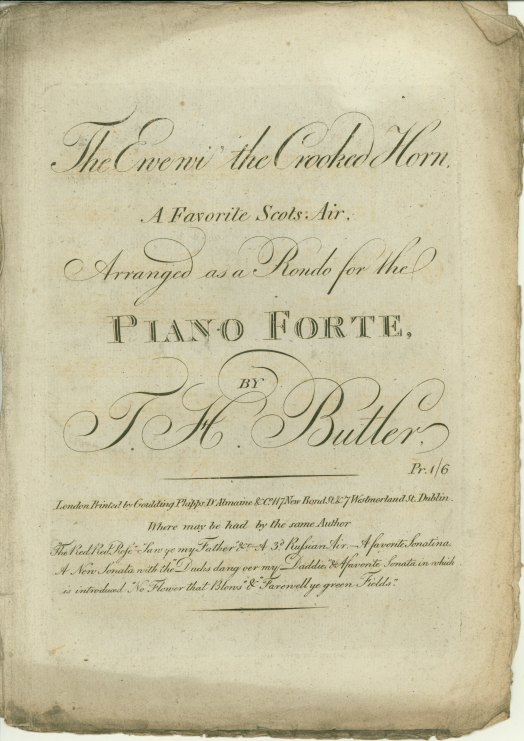 The Ewe wi' the Crooked Horn,
A Favorite Scots Air,
Arranged as a Rondo for the
PIANO FORTE,
BY
T. H. Butler.
Pr. 1/6
London Printed by Goulding Phipps D'Almaine & Co. 117 New Bond St. & 7 Westmorland St. Dublin.
Where may be had by the same Author
The Red Red Rose — Saw ye my Father &c — A 3d Russian Air. — A favorite Sonatina.
A New Sonata with the "Ducks dang over my Daddie," & A favorite Sonata in which
is introduced "No Flower that Blows" & "Farewell ye green Fields."